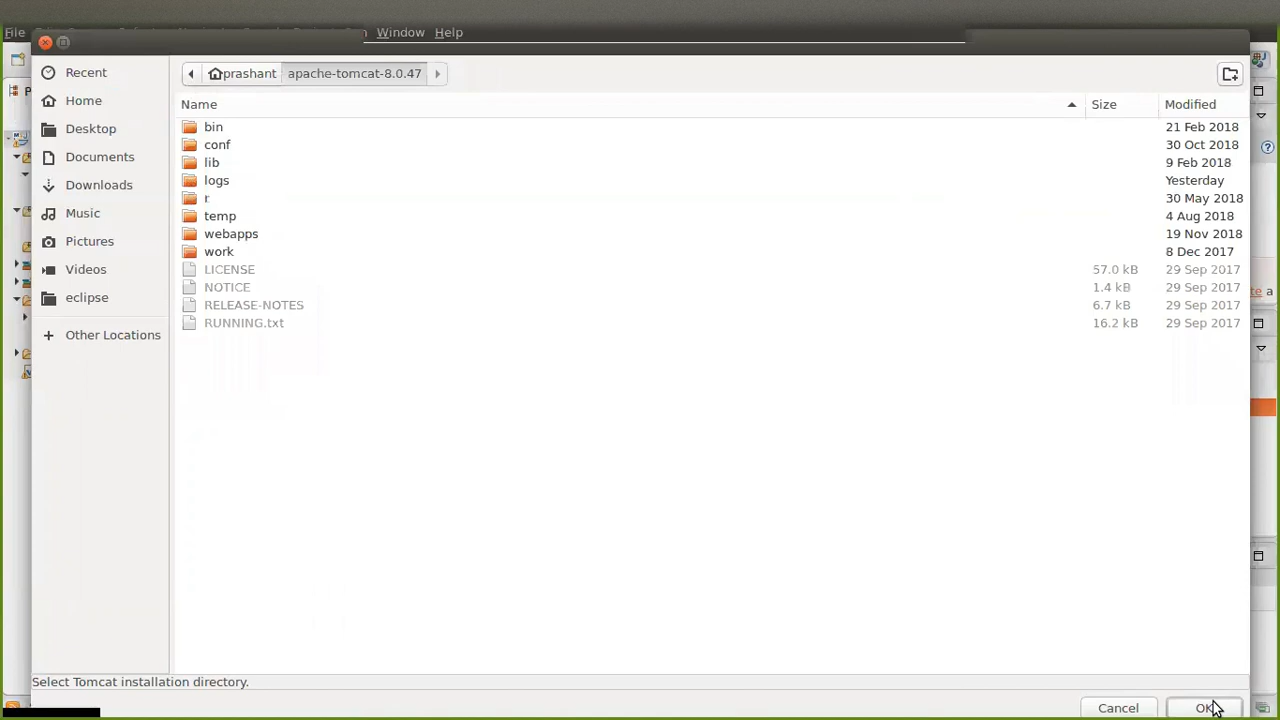 File Window Help
prashant apache-tomcat-8.0.47
Recent
Home
Desktop
Documents
Downloads
Music
Pictures
Videos
eclipse
Other Locations
Name Size Modified
bin 21 Feb 2018
conf 30 Oct 2018
lib 9 Feb 2018
logs Yesterday
r 30 May 2018
temp 4 Aug 2018
webapps 19 Nov 2018
work 8 Dec 2017
LICENSE 57.0 kB 29 Sep 2017
NOTICE 1.4 kB 29 Sep 2017
RELEASE-NOTES 6.7 kB 29 Sep 2017
RUNNING.txt 16.2 kB 29 Sep 2017
Select Tomcat installation directory.
Cancel OK